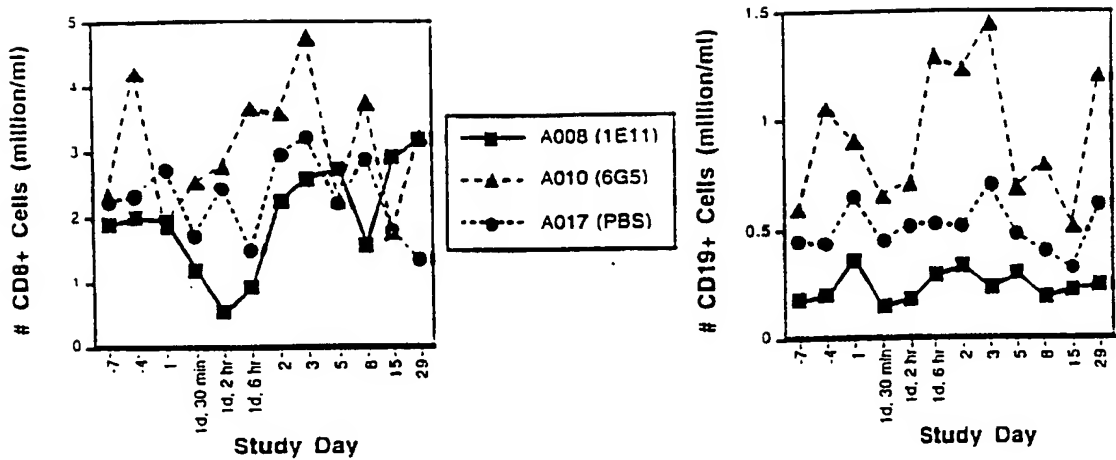 # CD8+ Cells (million/ml)
5
4
3
2
1
0
-7
-4
1
1d, 30 min
1d, 2 hr
1d, 6 hr
2
3
5
8
15
29
Study Day
A008 (1E11)
A010 (6G5)
A017 (PBS)
# CD19+ Cells (million/ml)
1.5
1
0.5
0
-7
-4
1
1d, 30 min
1d, 2 hr
1d, 6 hr
2
3
5
8
15
29
Study Day